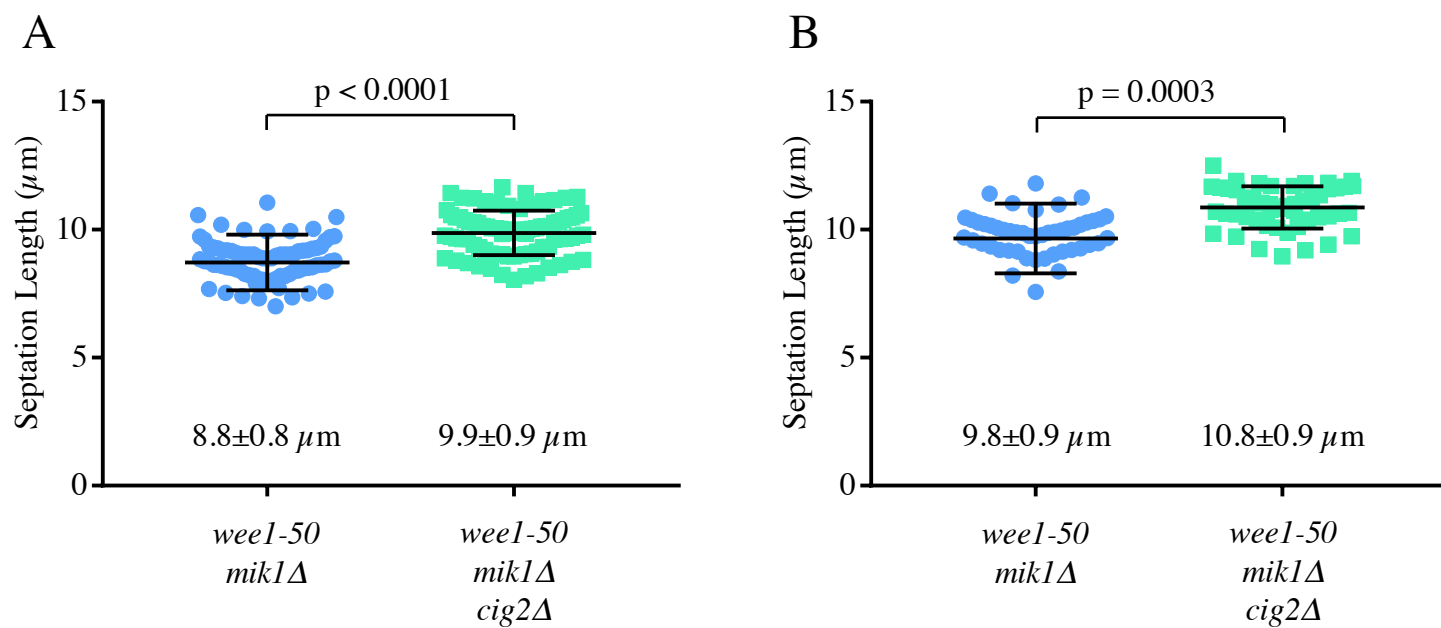 A
p < 0.0001
15
10
5
0
Septation Length (µm)
8.8±0.8 µm
9.9±0.9 µm
wee1-50
mik1Δ
wee1-50
mik1Δ
cig2Δ
B
p = 0.0003
15
10
5
0
Septation Length (µm)
9.8±0.9 µm
10.8±0.9 µm
wee1-50
mik1Δ
wee1-50
mik1Δ
cig2Δ